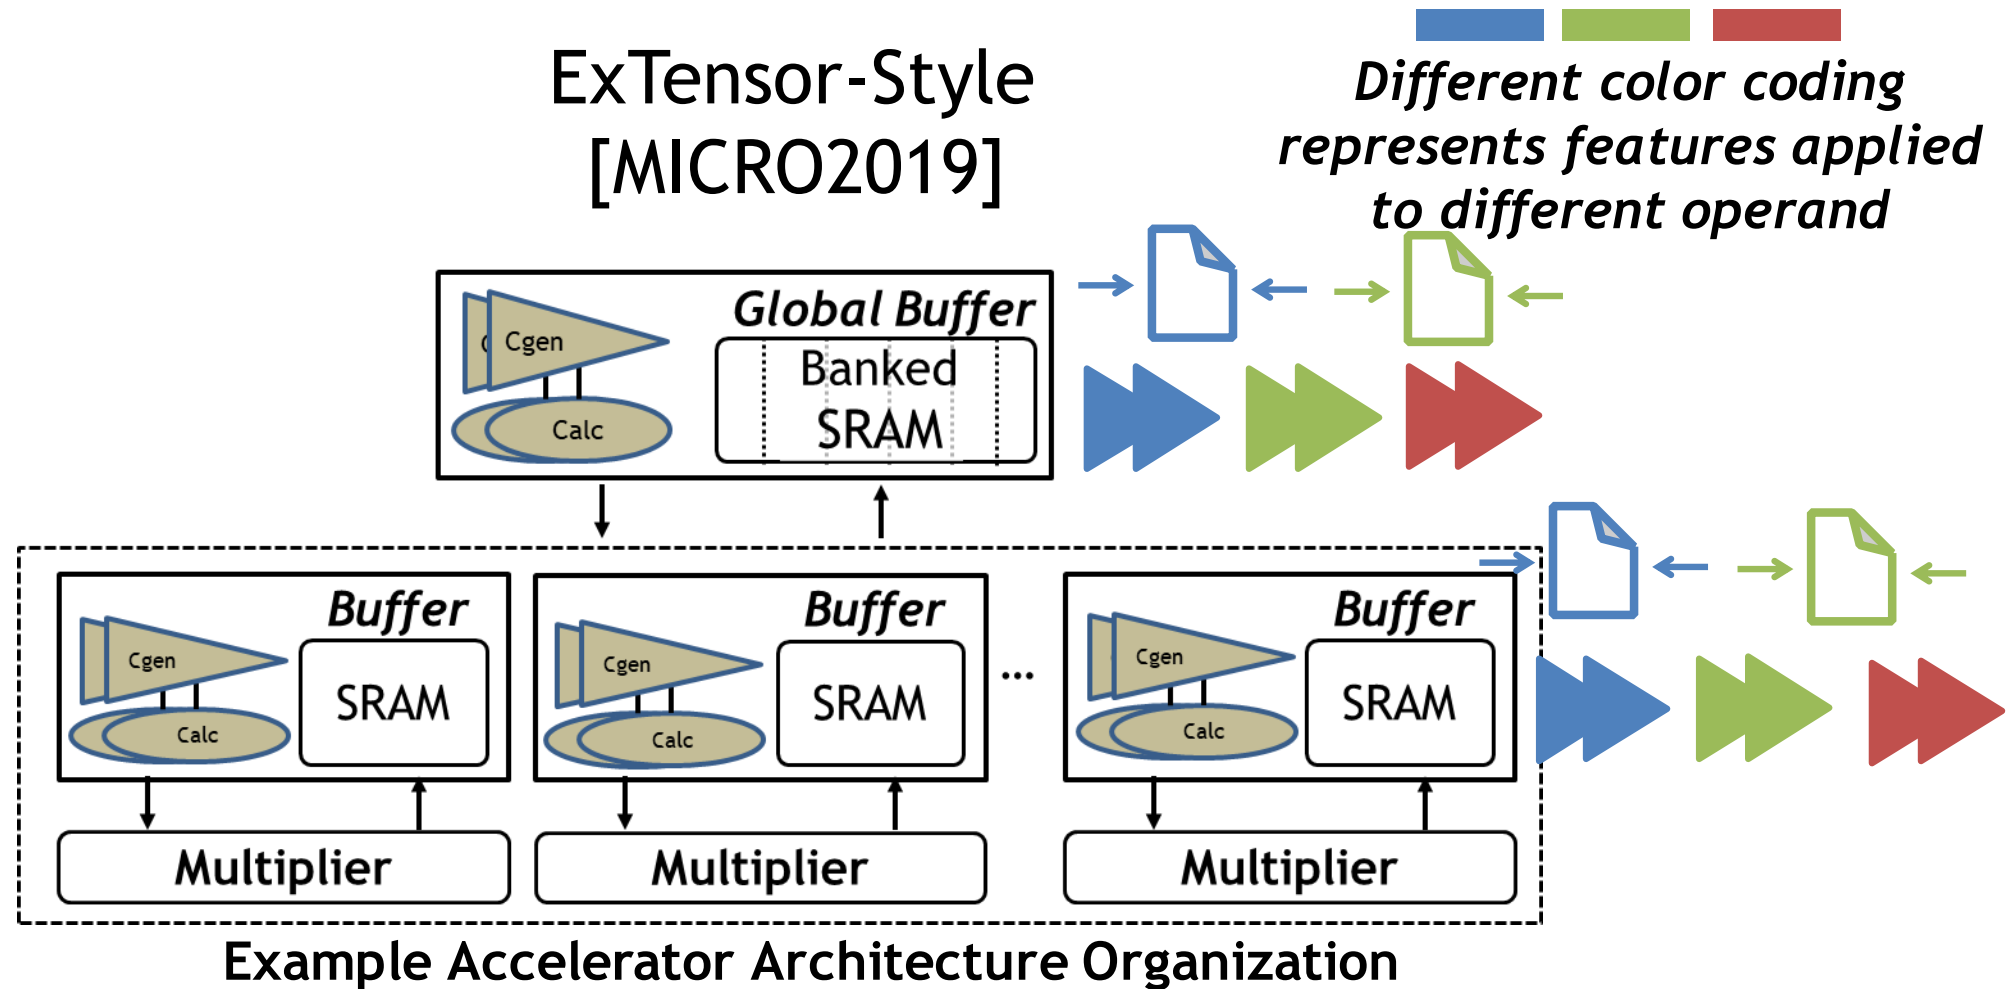 ExTensor-Style
[MICRO2019]
Different color coding
represents features applied
to different operand
Global Buffer
Cgen
Banked
SRAM
Calc
Buffer
Cgen
SRAM
Calc
Buffer
Cgen
SRAM
Calc
...
Buffer
Cgen
SRAM
Calc
Multiplier
Multiplier
Multiplier
Example Accelerator Architecture Organization